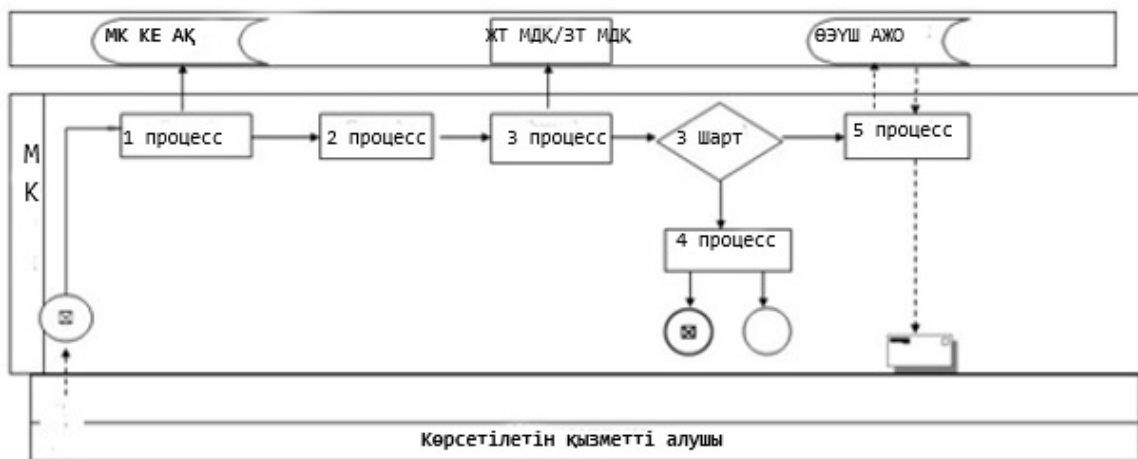 МК КЕ АҚ
ЖТ МДҚ/ЗТ МДҚ
ӨЭҮШ АЖО
МК
1 процесс
2 процесс
3 процесс
3 Шарт
5 процесс
4 процесс
Көрсетілетін қызметті алушы